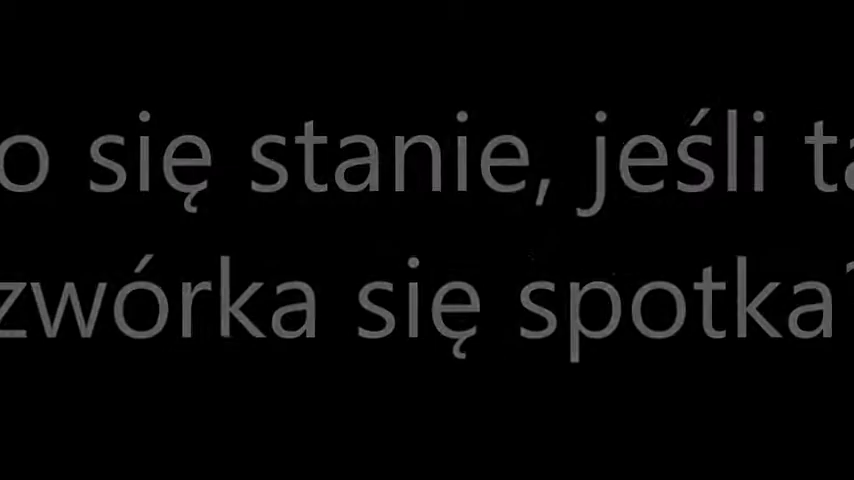 o się stanie, jeśli ta
zwórka się spotka?